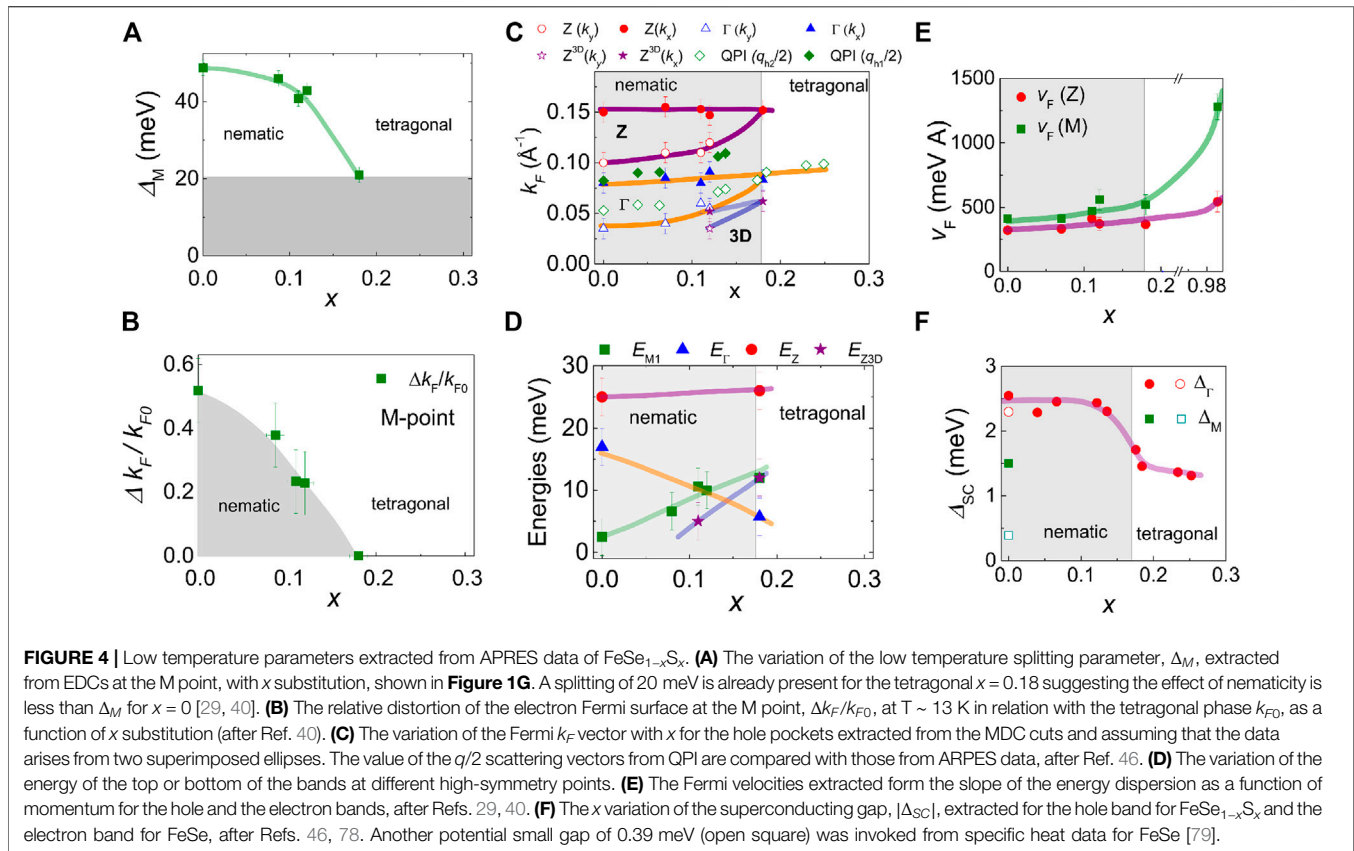 A
Δ_M (meV)
40
20
0
nematic
tetragonal
0.0 0.1 0.2 0.3
x
B
Δ k_F / k_F0
0.6
0.4
0.2
0.0
Δk_F/k_F0
M-point
nematic
tetragonal
0.0 0.1 0.2 0.3
x
C
Z (k_y) Z(k_x) Γ (k_y) Γ (k_x)
Z^3D(k_y) Z^3D(k_x) QPI (q_h2/2) QPI (q_h1/2)
k_F (Å^-1)
0.15
0.10
0.05
0.00
nematic
tetragonal
Z
Γ
3D
0.0 0.1 0.2 0.3
x
D
E_M1 E_Γ E_Z E_Z3D
Energies (meV)
30
15
0
nematic
tetragonal
0.0 0.1 0.2 0.3
x
E
v_F (meV A)
1500
1000
500
0
v_F (Z)
v_F (M)
0.0 0.1 0.2 0.98
x
F
Δ_SC (meV)
3
2
1
0
Δ_Γ
Δ_M
nematic
tetragonal
0.0 0.1 0.2 0.3
x
FIGURE 4 | Low temperature parameters extracted from APRES data of FeSe1−xSx. (A) The variation of the low temperature splitting parameter, ΔM, extracted
from EDCs at the M point, with x substitution, shown in Figure 1G. A splitting of 20 meV is already present for the tetragonal x = 0.18 suggesting the effect of nematicity is
less than ΔM for x = 0 [29, 40]. (B) The relative distortion of the electron Fermi surface at the M point, ΔkF/kF0, at T ~ 13 K in relation with the tetragonal phase kF0, as a
function of x substitution (after Ref. 40). (C) The variation of the Fermi kF vector with x for the hole pockets extracted from the MDC cuts and assuming that the data
arises from two superimposed ellipses. The value of the q/2 scattering vectors from QPI are compared with those from ARPES data, after Ref. 46. (D) The variation of the
energy of the top or bottom of the bands at different high-symmetry points. (E) The Fermi velocities extracted form the slope of the energy dispersion as a function of
momentum for the hole and the electron bands, after Refs. 29, 40. (F) The x variation of the superconducting gap, |ΔSC|, extracted for the hole band for FeSe1−xSx and the
electron band for FeSe, after Refs. 46, 78. Another potential small gap of 0.39 meV (open square) was invoked from specific heat data for FeSe [79].